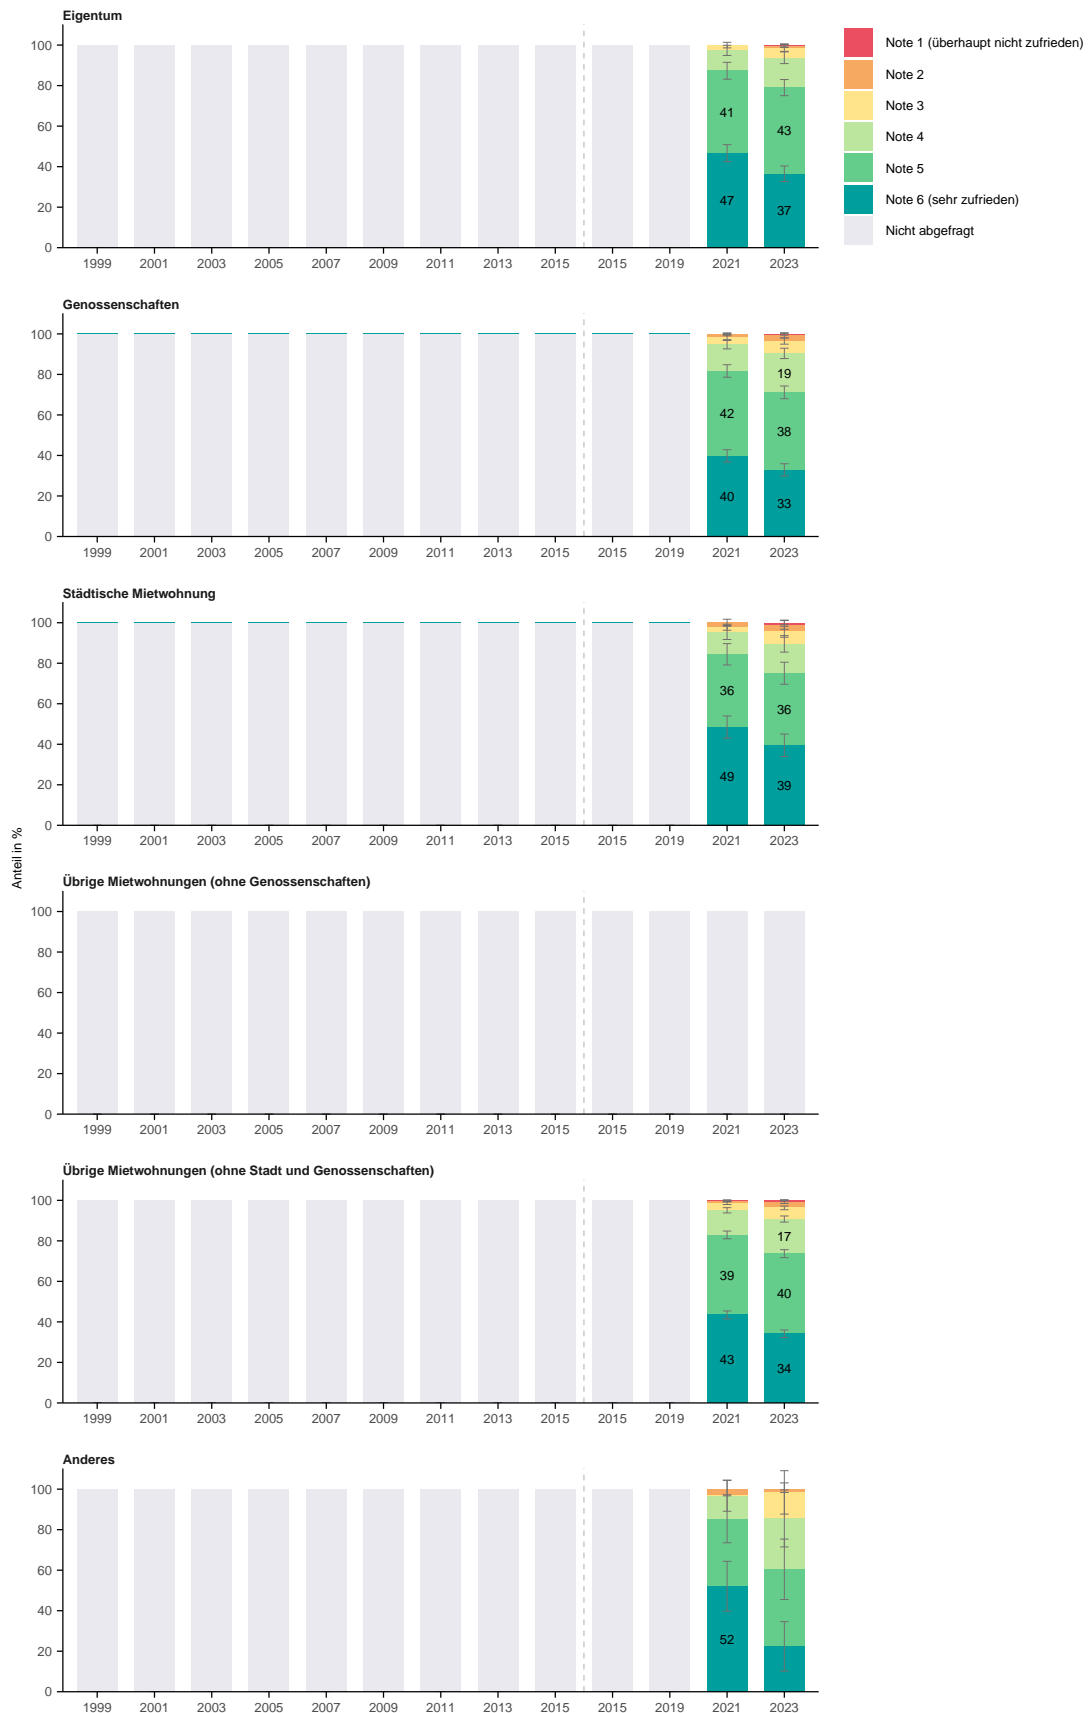 Eigentum
100
80
60
40
20
0
41
47
43
37
1999 2001 2003 2005 2007 2009 2011 2013 2015 2015 2019 2021 2023
Note 1 (überhaupt nicht zufrieden)
Note 2
Note 3
Note 4
Note 5
Note 6 (sehr zufrieden)
Nicht abgefragt
Genossenschaften
100
80
60
40
20
0
42
40
19
38
33
1999 2001 2003 2005 2007 2009 2011 2013 2015 2015 2019 2021 2023
Städtische Mietwohnung
100
80
60
40
20
0
36
49
36
39
1999 2001 2003 2005 2007 2009 2011 2013 2015 2015 2019 2021 2023
Anteil in %
Übrige Mietwohnungen (ohne Genossenschaften)
100
80
60
40
20
0
1999 2001 2003 2005 2007 2009 2011 2013 2015 2015 2019 2021 2023
Übrige Mietwohnungen (ohne Stadt und Genossenschaften)
100
80
60
40
20
0
39
43
17
40
34
1999 2001 2003 2005 2007 2009 2011 2013 2015 2015 2019 2021 2023
Anderes
100
80
60
40
20
0
52
1999 2001 2003 2005 2007 2009 2011 2013 2015 2015 2019 2021 2023